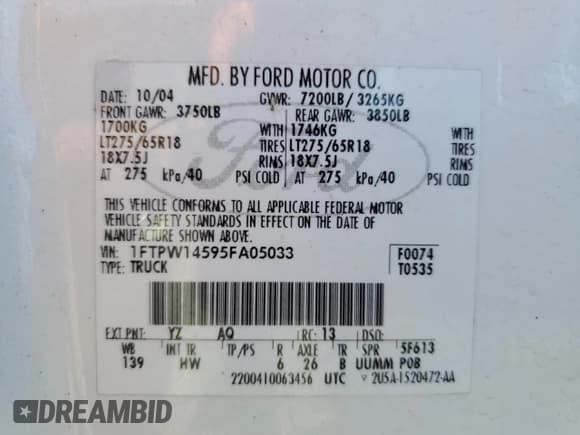 MFD. BY FORD MOTOR CO.
DATE: 10/04 GVWR: 7200LB/ 3265KG
FRONT GAWR: 3750LB REAR GAWR: 3850LB
1700KG WITH 1746KG WITH
LT275/65R18 TIRES LT275/65R18 TIRES
18X7.5J RIMS 18X7.5J RIMS
AT 275 kPa/40 PSI COLD AT 275 kPa/40 PSI COLD
Ford
THIS VEHICLE CONFORMS TO ALL APPLICABLE FEDERAL MOTOR
VEHICLE SAFETY STANDARDS IN EFFECT ON THE DATE OF
MANUFACTURE SHOWN ABOVE.
VIN: 1FTPW14595FA05033 F0074
TYPE: TRUCK T0535
EXT PNT: YZ AQ RC: 13 DSO:
WB INT TR TP/PS R AXLE TR SPR 5F613
139 HW 6 26 B UUMM POB
2200410063456 UTC 2U5A-1520472-AA
DREAMBID